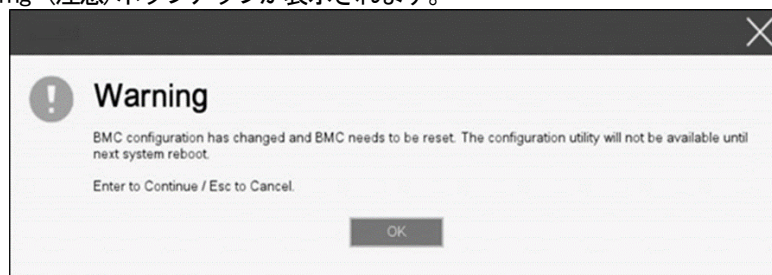 (注意)ポップアップが表示されます。
Warning
BMC configuration has changed and BMC needs to be reset. The configuration utility will not be available until
next system reboot.
Enter to Continue / Esc to Cancel.
OK